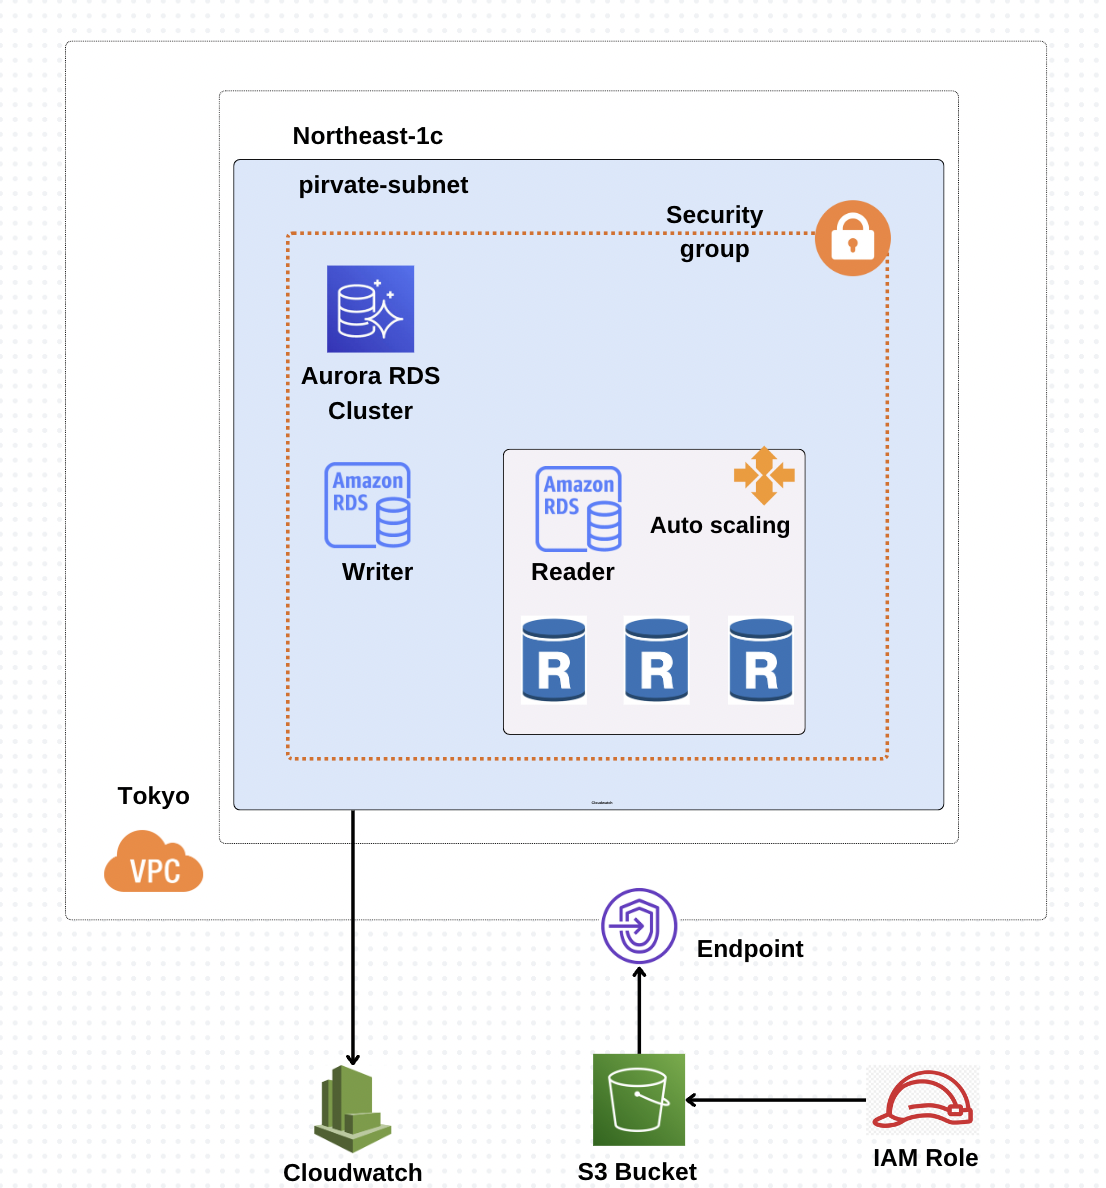 Northeast-1c
pirvate-subnet
Security
group
Aurora RDS
Cluster
Amazon
RDS
Writer
Amazon
RDS
Reader
Auto scaling
R
R
R
Cloudwatch
Tokyo
VPC
Endpoint
Cloudwatch
S3 Bucket
IAM Role